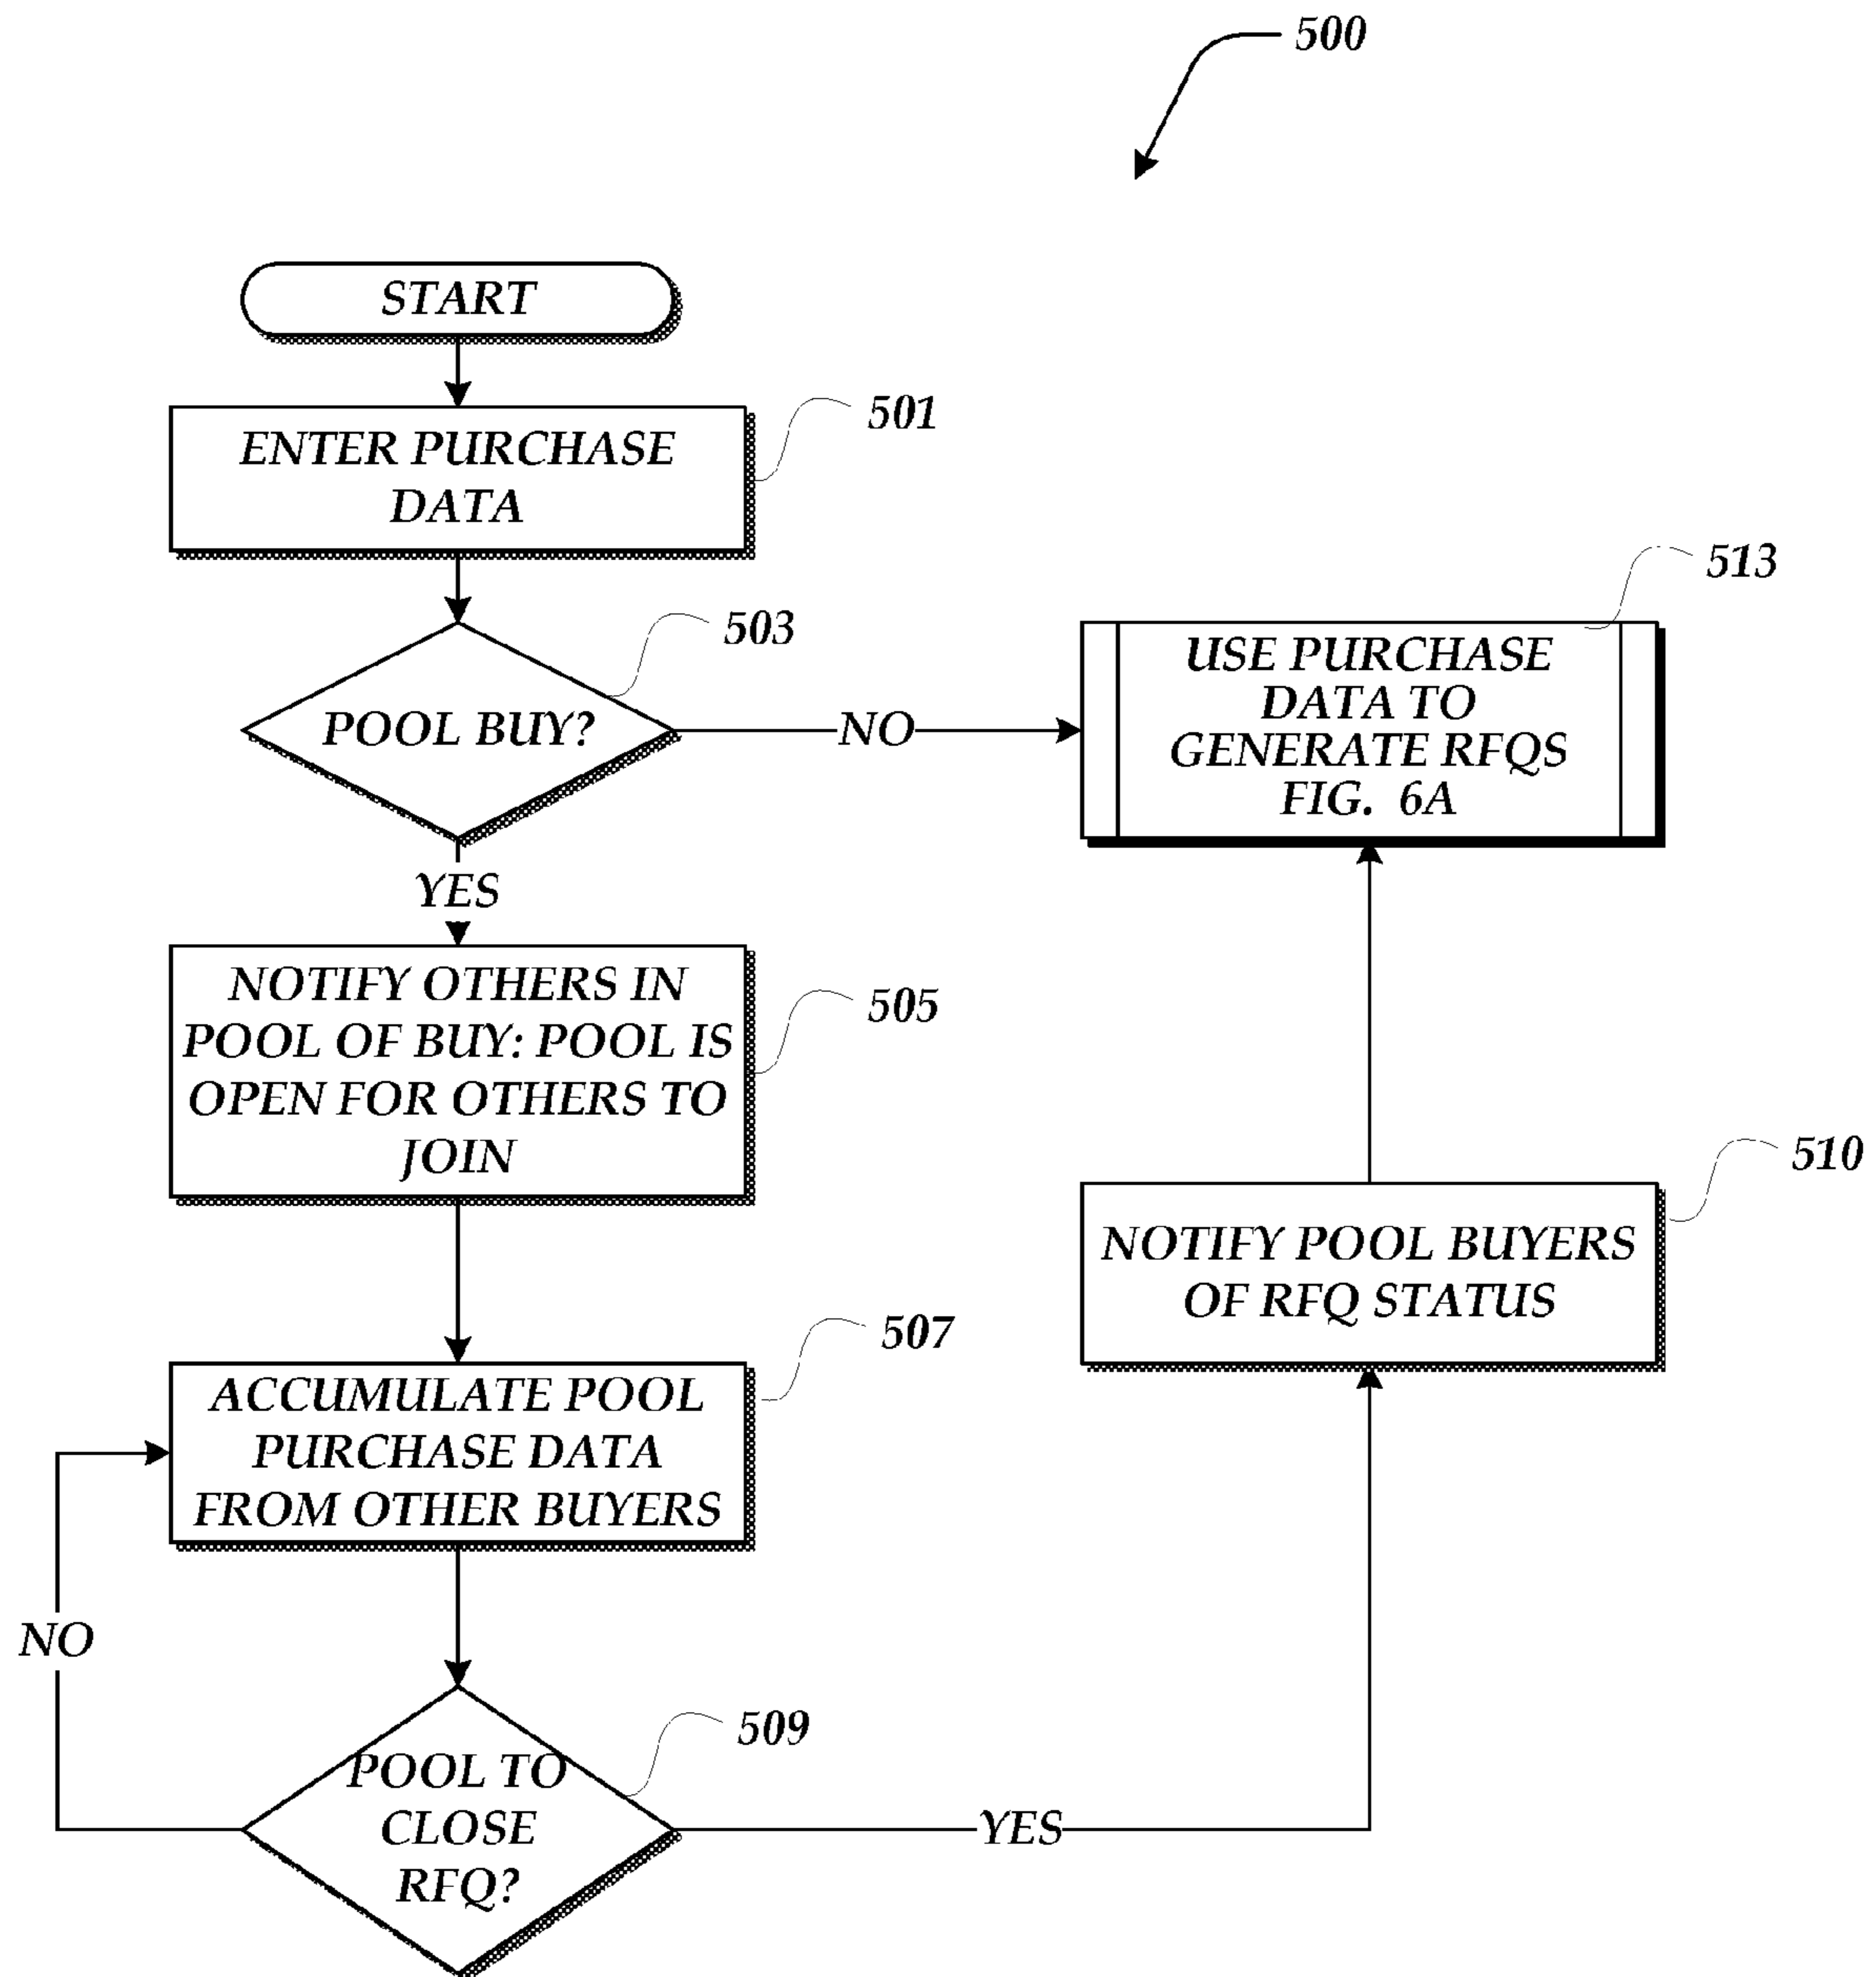 500
START
501
ENTER PURCHASE
DATA
503
POOL BUY?
NO
513
USE PURCHASE
DATA TO
GENERATE RFQS
FIG. 6A
YES
505
NOTIFY OTHERS IN
POOL OF BUY: POOL IS
OPEN FOR OTHERS TO
JOIN
510
NOTIFY POOL BUYERS
OF RFQ STATUS
507
ACCUMULATE POOL
PURCHASE DATA
FROM OTHER BUYERS
NO
509
POOL TO
CLOSE
RFQ?
YES